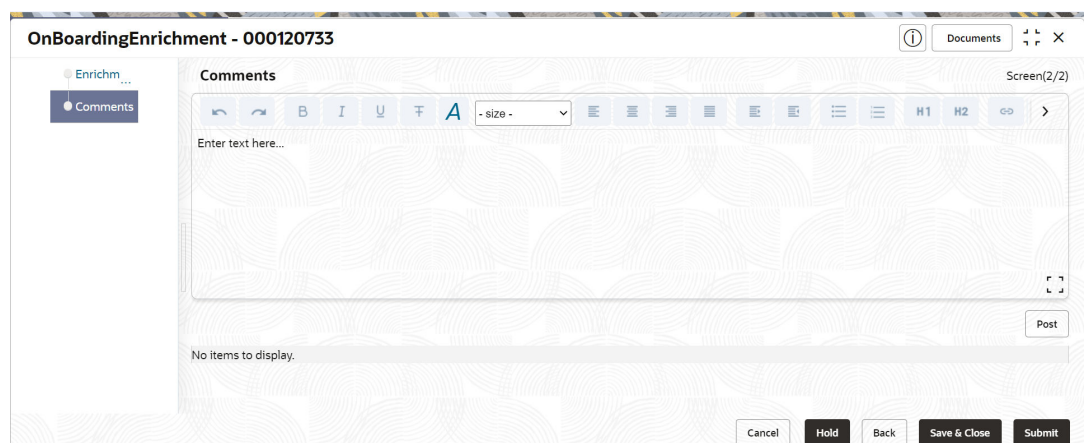 OnBoardingEnrichment - 000120733
Documents
Enrichm...
Comments
Comments
Screen(2/2)
B I U T A - size - H1 H2
Enter text here...
Post
No items to display.
Cancel Hold Back Save & Close Submit